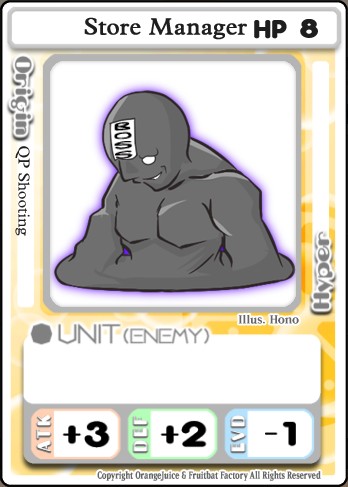 Store Manager HP 8
Origin
QP Shooting
BOSS
Hyper
Illus. Hono
UNIT(ENEMY)
ATK +3 DEF +2 EVD -1
Copyright OrangeJuice & Fruitbat Factory All Rights Reserved